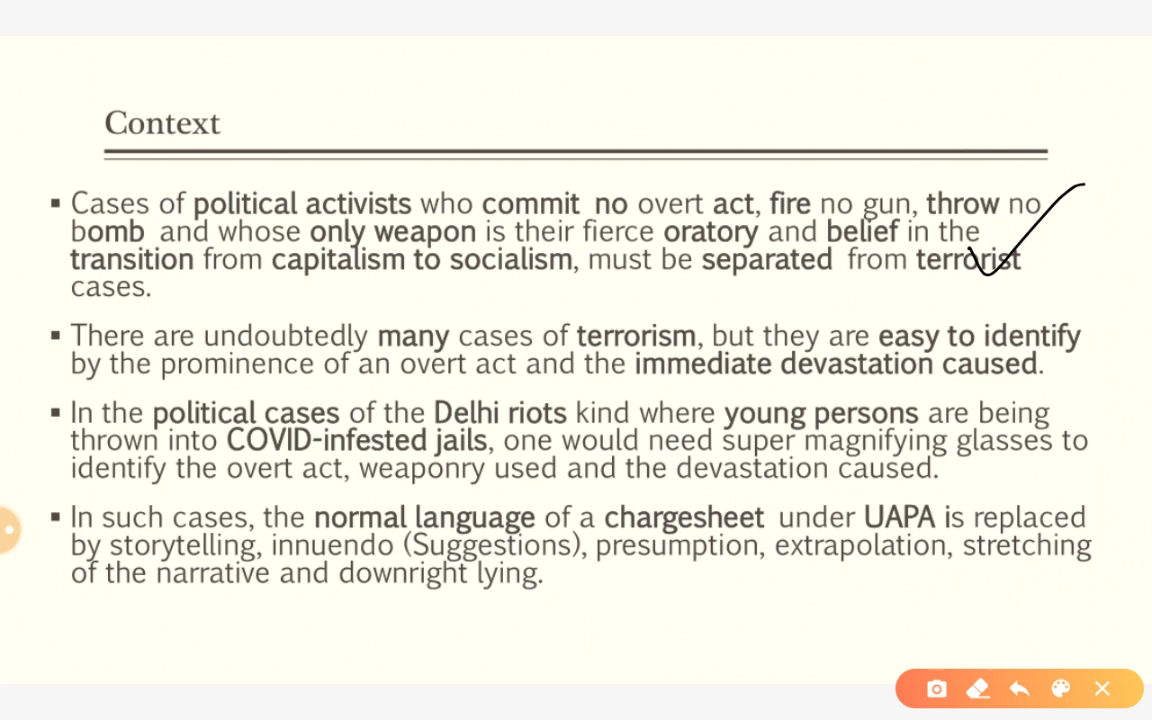 Context
▪ Cases of political activists who commit no overt act, fire no gun, throw no
bomb and whose only weapon is their fierce oratory and belief in the
transition from capitalism to socialism, must be separated from terrorist
cases.
▪ There are undoubtedly many cases of terrorism, but they are easy to identify
by the prominence of an overt act and the immediate devastation caused.
▪ In the political cases of the Delhi riots kind where young persons are being
thrown into COVID-infested jails, one would need super magnifying glasses to
identify the overt act, weaponry used and the devastation caused.
▪ In such cases, the normal language of a chargesheet under UAPA is replaced
by storytelling, innuendo (Suggestions), presumption, extrapolation, stretching
of the narrative and downright lying.